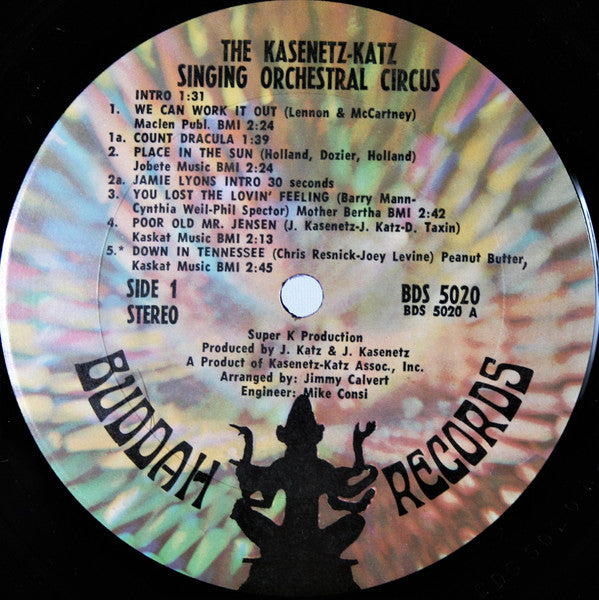 THE KASENETZ-KATZ
SINGING ORCHESTRAL CIRCUS
INTRO 1:31
1. WE CAN WORK IT OUT (Lennon & McCartney)
Maclen Publ. BMI 2:24
1a. COUNT DRACULA 1:39
2. PLACE IN THE SUN (Holland, Dozier, Holland)
Jobete Music BMI 2:24
2a. JAMIE LYONS INTRO 30 seconds
3. YOU LOST THE LOVIN' FEELING (Barry Mann-
Cynthia Weil-Phil Spector) Mother Bertha BMI 2:42
4. POOR OLD MR. JENSEN (J. Kasenetz-J. Katz-D. Taxin)
Kaskat Music BMI 2:13
5.* DOWN IN TENNESSEE (Chris Resnick-Joey Levine) Peanut Butter,
Kaskat Music BMI 2:45
SIDE 1
STEREO
BDS 5020
BDS 5020 A
Super K Production
Produced by J. Katz & J. Kasenetz
A Product of Kasenetz-Katz Assoc., Inc.
Arranged by: Jimmy Calvert
Engineer: Mike Consi
BUDDAH RECORDS
BDS 502